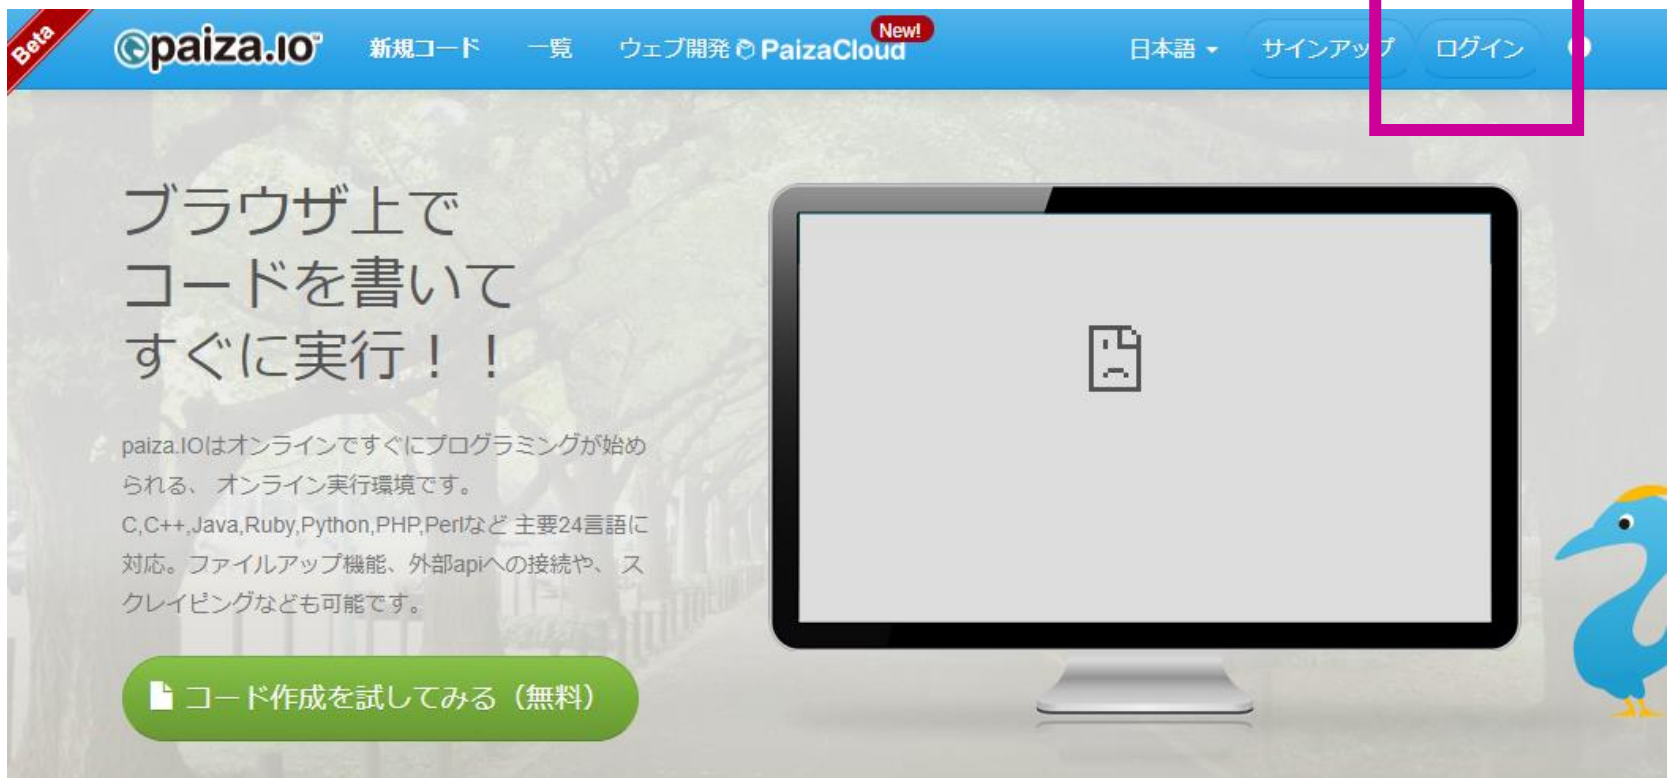 Beta
paiza.IO
新規コード
一覧
ウェブ開発 PaizaCloud
New!
日本語
サインアップ
ログイン
ブラウザ上で
コードを書いて
すぐに実行！！
paiza.IOはオンラインですぐにプログラミングが始め
られる、 オンライン実行環境です。
C,C++,Java,Ruby,Python,PHP,Perlなど 主要24言語に
対応。ファイルアップ機能、外部apiへの接続や、 ス
クレイピングなども可能です。
コード作成を試してみる（無料）